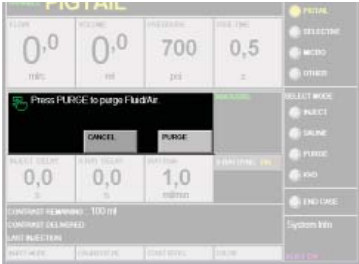 PIGTAIL
PIGTAIL
FLOW
VOLUME
PRESSURE
RISE TIME
SELECTIVE
0,0
0,0
700
0,5
MICRO
ml/s
ml
psi
s
OTHER
Press PURGE to purge Fluid/Air.
SELECT MODE
INJECT
CANCEL
PURGE
SALINE
PURGE
INJECT DELAY
X-RAY DELAY
0,0
0,0
1,0
KVO
s
s
ml/min
END CASE
CONTRAST REMAINING... 100 ml
CONTRAST DELIVERED
System Info
LAST INJECTION